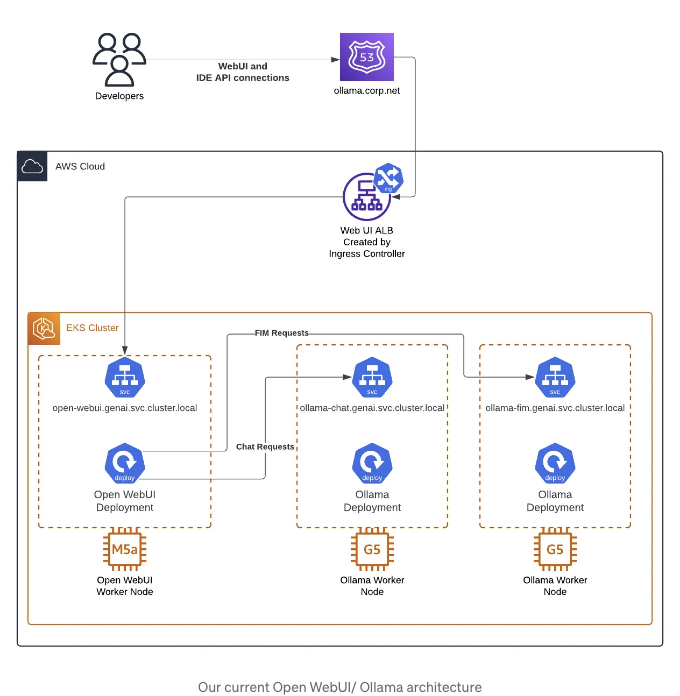 53
WebUI and
IDE API connections
Developers
ollama.corp.net
AWS Cloud
ing
Web UI ALB
Created by
Ingress Controller
EKS Cluster
FIM Requests
svc
svc
svc
open-webui.genai.svc.cluster.local
ollama-chat.genai.svc.cluster.local
ollama-fim.genai.svc.cluster.local
Chat Requests
deploy
deploy
deploy
Open WebUI
Deployment
Ollama
Deployment
Ollama
Deployment
M5a
G5
G5
Open WebUI
Worker Node
Ollama Worker
Node
Ollama Worker
Node
Our current Open WebUI/ Ollama architecture